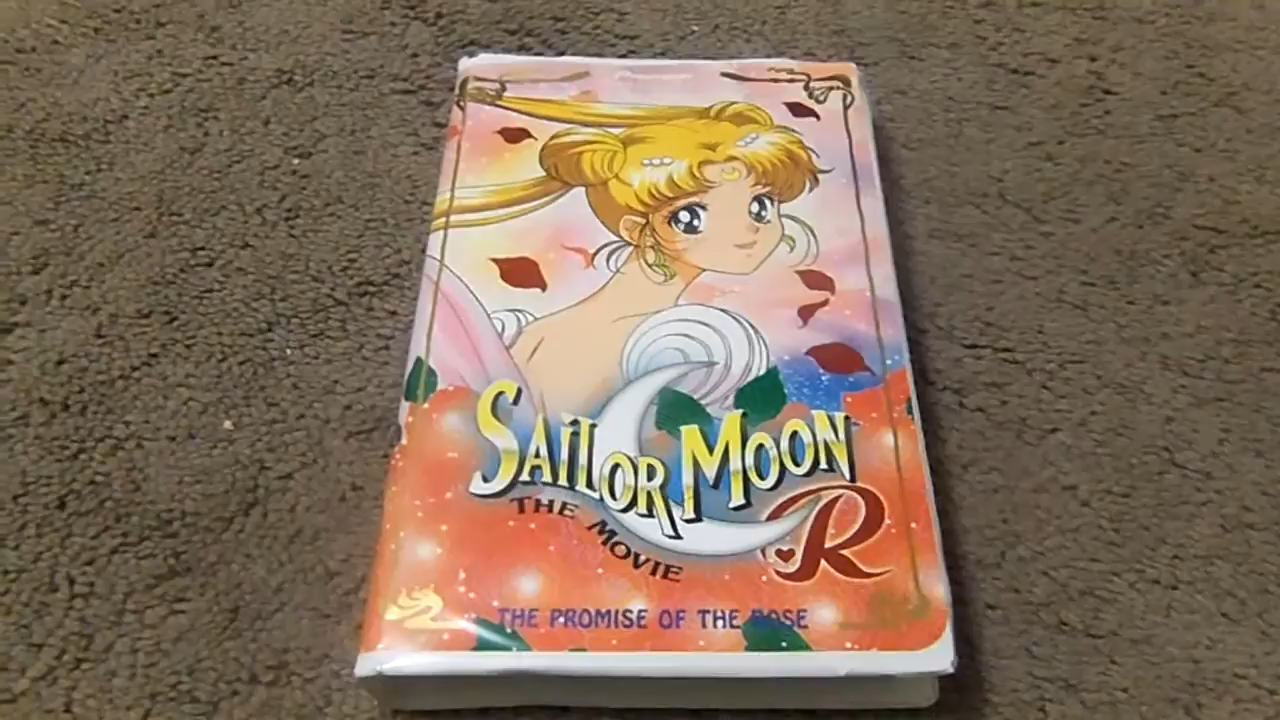 SAILOR MOON
R
THE MOVIE
THE PROMISE OF THE ROSE